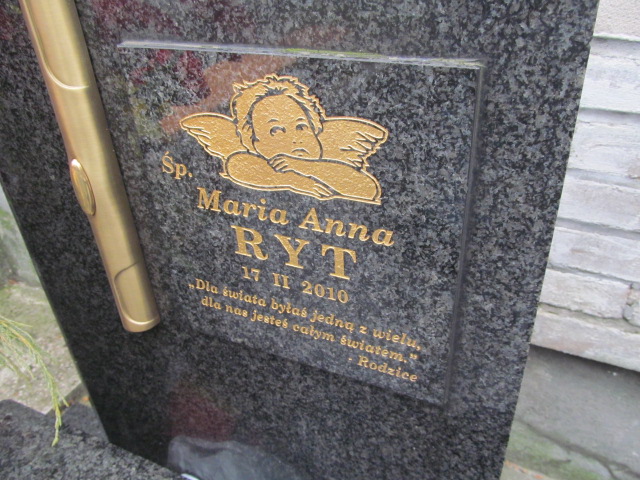 Śp.
Maria Anna
RYT
17 II 2010
„Dla świata byłaś jedną z wielu,
dla nas jesteś całym światem.”
- Rodzice